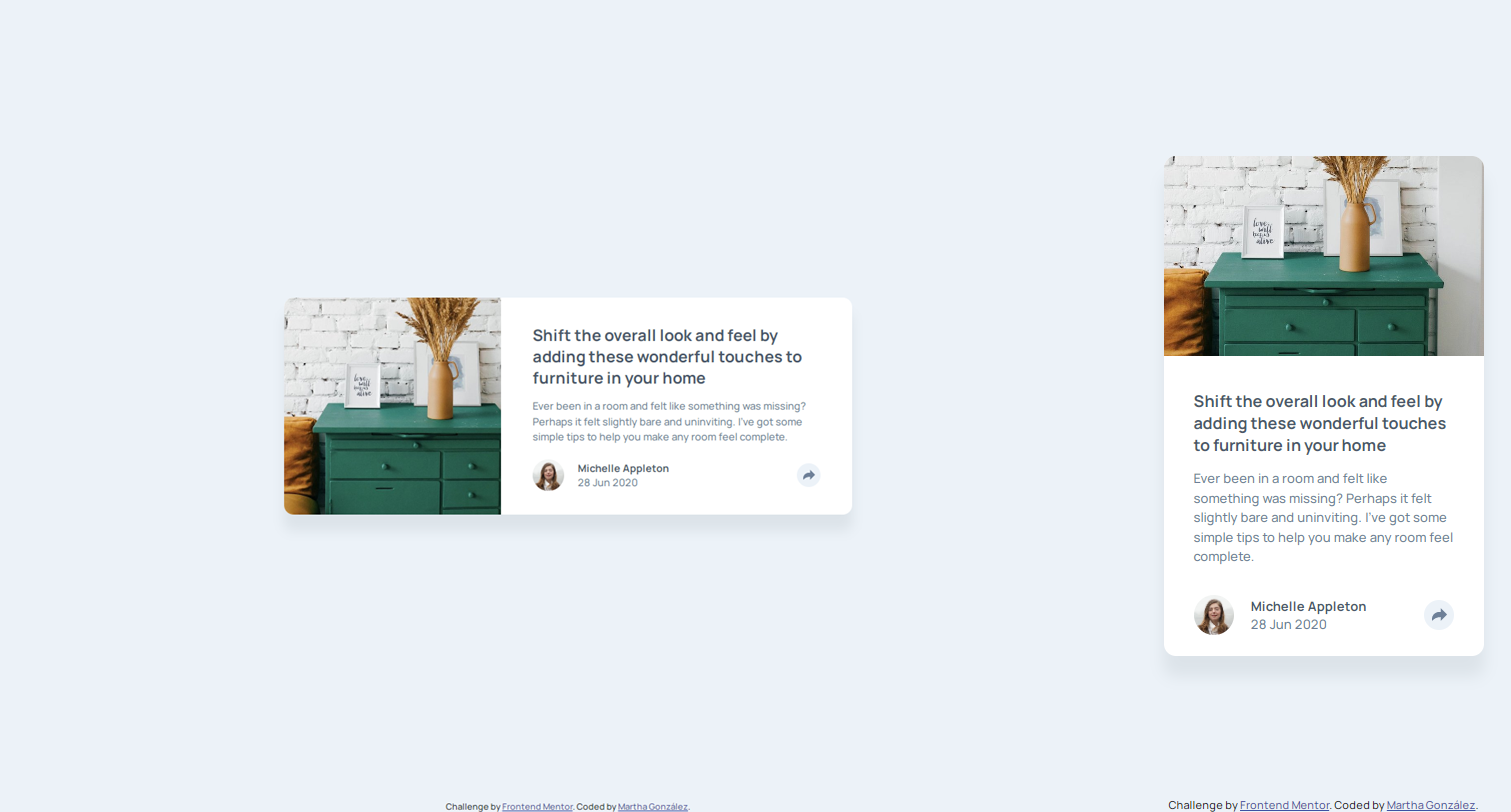 love
will
begins
alive
Shift the overall look and feel by
adding these wonderful touches to
furniture in your home
Ever been in a room and felt like something was missing?
Perhaps it felt slightly bare and uninviting. I've got some
simple tips to help you make any room feel complete.
Michelle Appleton
28 Jun 2020
Challenge by Frontend Mentor. Coded by Martha González.
love
will
begins
alive
Shift the overall look and feel by
adding these wonderful touches
to furniture in your home
Ever been in a room and felt like
something was missing? Perhaps it felt
slightly bare and uninviting. I've got some
simple tips to help you make any room feel
complete.
Michelle Appleton
28 Jun 2020
Challenge by Frontend Mentor. Coded by Martha González.